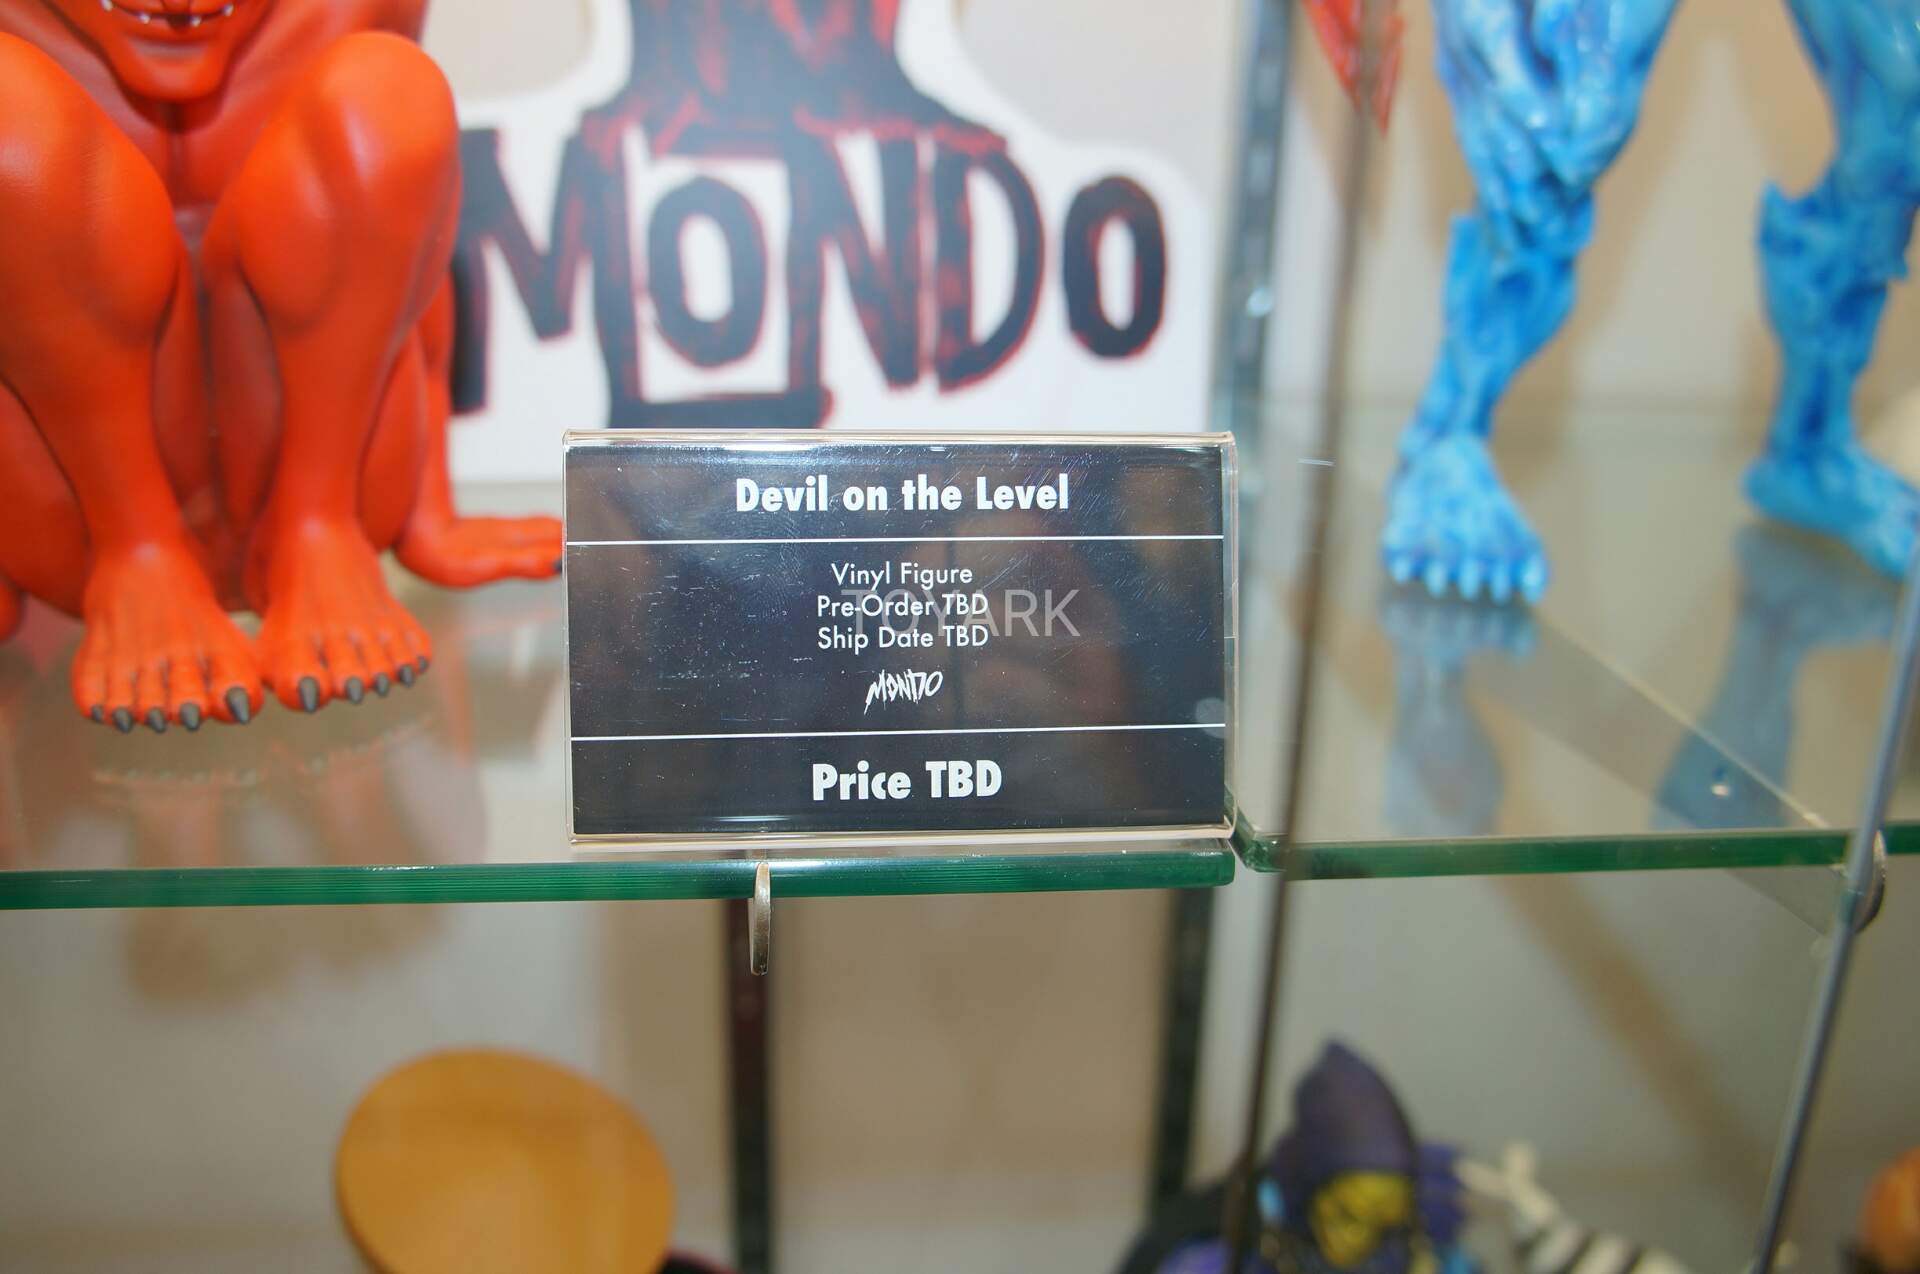 MONDO
Devil on the Level
Vinyl Figure
Pre-Order TBD
TOYARK
Ship Date TBD
MONDO
Price TBD